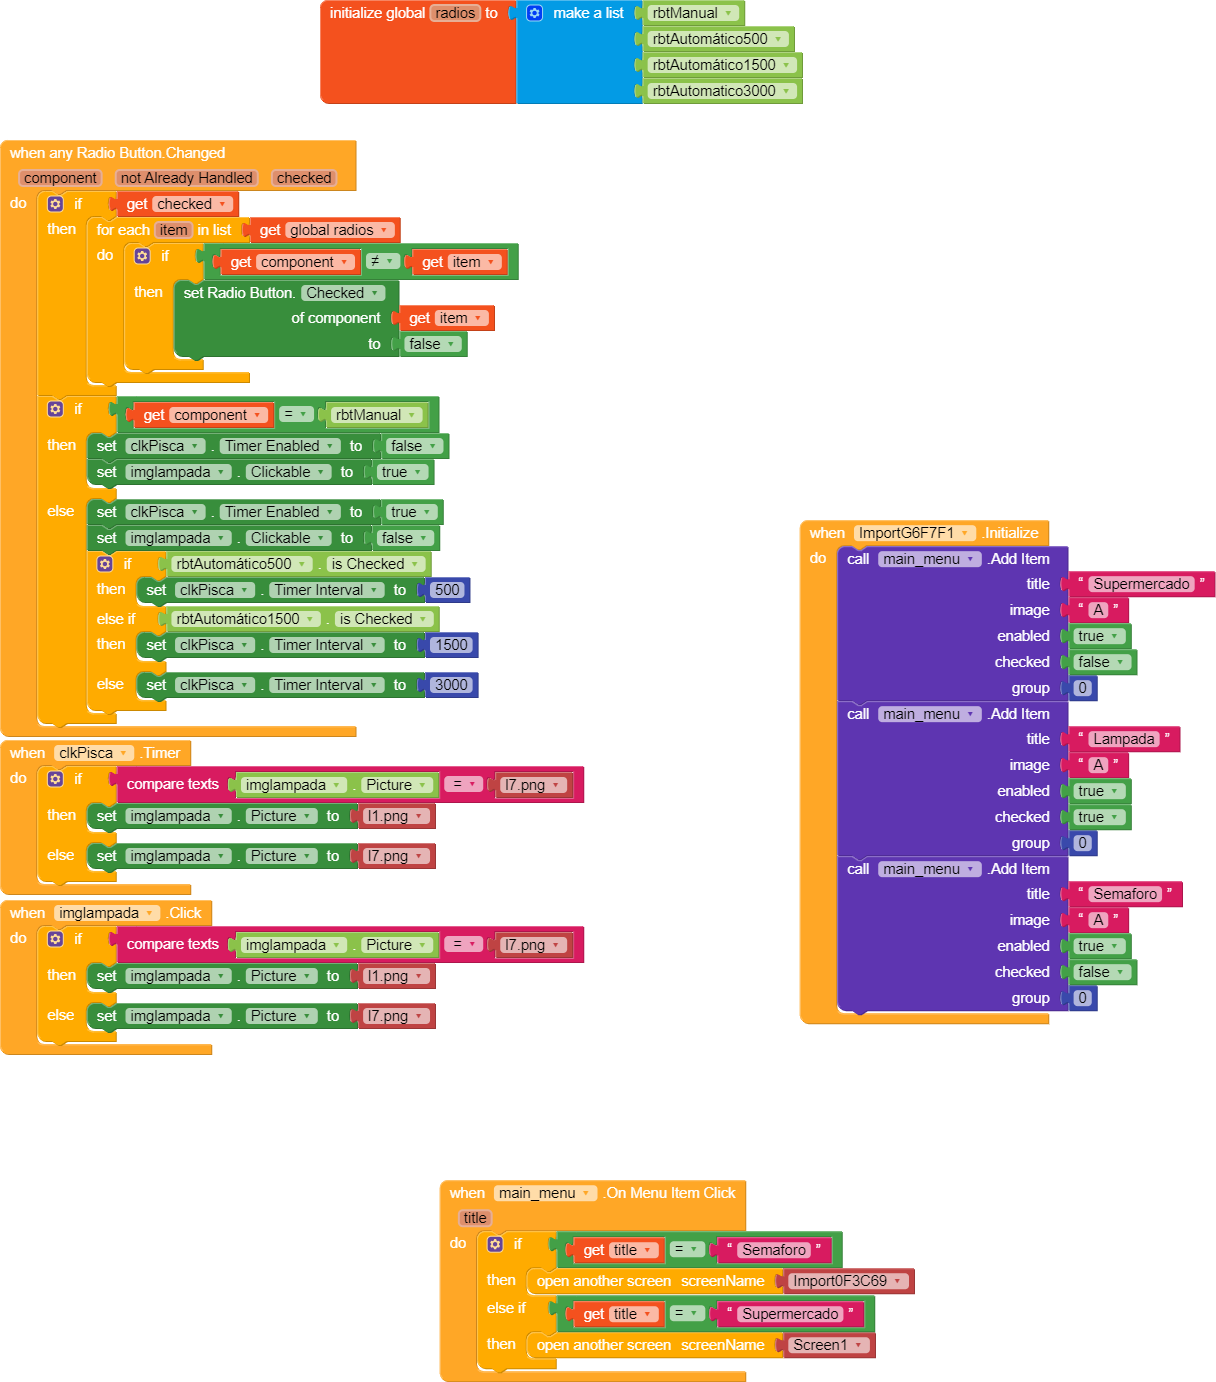 initialize global radios to make a list rbtManual
rbtAutomático500
rbtAutomático1500
rbtAutomatico3000
when any Radio Button.Changed
component not Already Handled checked
do if get checked
then for each item in list get global radios
do if get component ≠ get item
then set Radio Button. Checked
of component get item
to false
if get component = rbtManual
then set clkPisca . Timer Enabled to false
set imglampada . Clickable to true
else set clkPisca . Timer Enabled to true
set imglampada . Clickable to false
if rbtAutomático500 . is Checked
then set clkPisca . Timer Interval to 500
else if rbtAutomático1500 . is Checked
then set clkPisca . Timer Interval to 1500
else set clkPisca . Timer Interval to 3000
when clkPisca .Timer
do if compare texts imglampada . Picture = l7.png
then set imglampada . Picture to l1.png
else set imglampada . Picture to l7.png
when imglampada .Click
do if compare texts imglampada . Picture = l7.png
then set imglampada . Picture to l1.png
else set imglampada . Picture to l7.png
when ImportG6F7F1 .Initialize
do call main_menu .Add Item
title “ Supermercado ”
image “ A ”
enabled true
checked false
group 0
call main_menu .Add Item
title “ Lampada ”
image “ A ”
enabled true
checked true
group 0
call main_menu .Add Item
title “ Semaforo ”
image “ A ”
enabled true
checked false
group 0
when main_menu .On Menu Item Click
title
do if get title = “ Semaforo ”
then open another screen screenName Import0F3C69
else if get title = “ Supermercado ”
then open another screen screenName Screen1